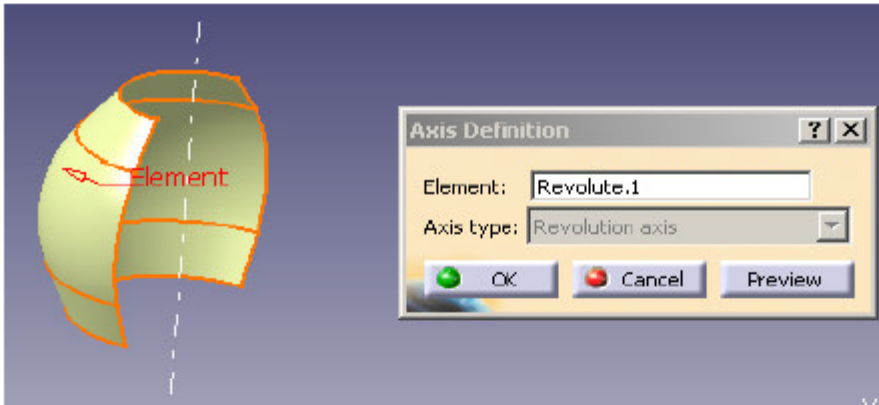 Element
Axis Definition
Element: Revolute.1
Axis type: Revolution axis
OK Cancel Preview